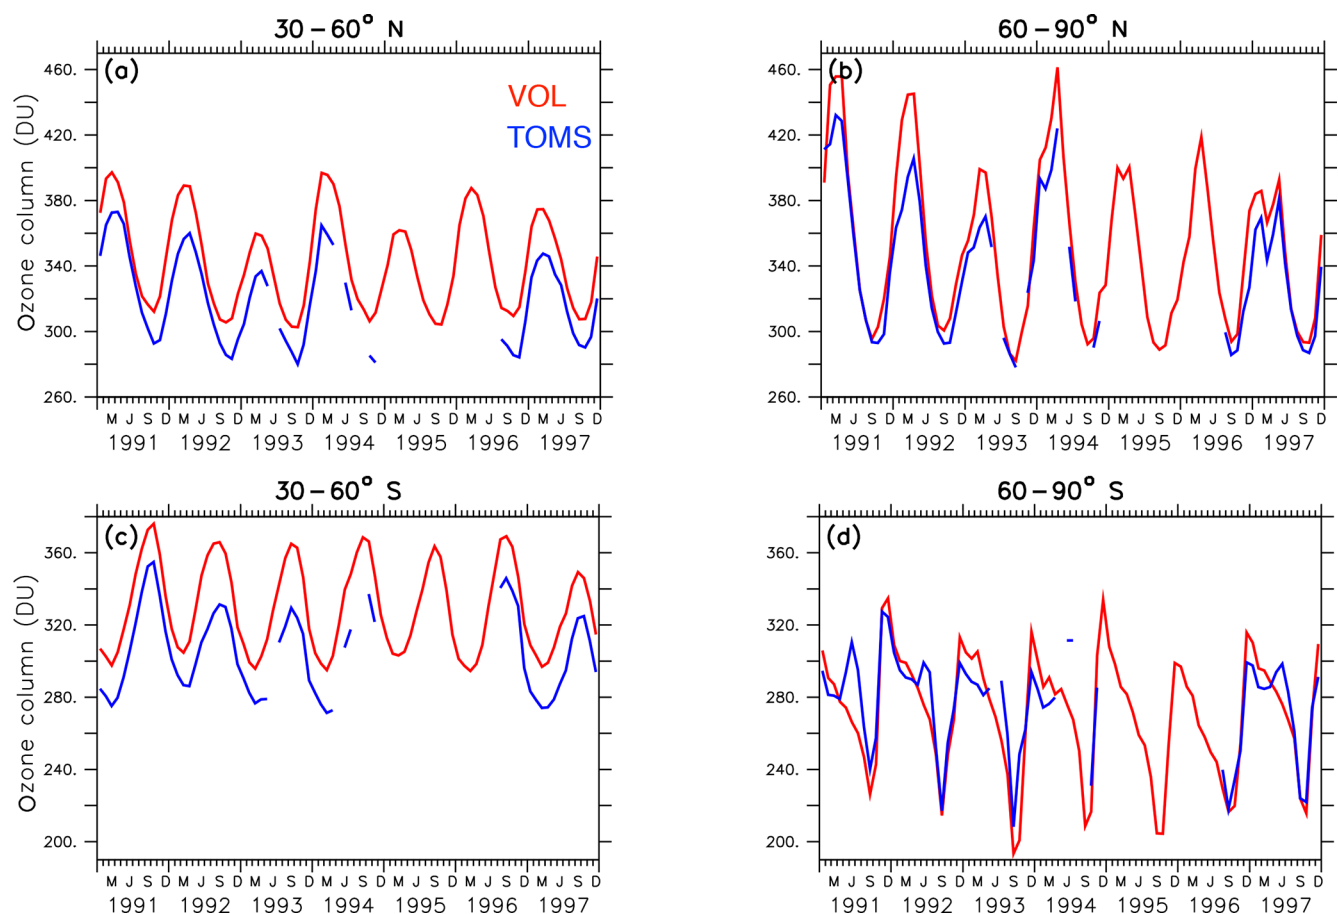 30–60° N
(a)
VOL
TOMS
Ozone column (DU)
460.
420.
380.
340.
300.
260.
M J S D M J S D M J S D M J S D M J S D M J S D M J S D
1991 1992 1993 1994 1995 1996 1997
60–90° N
(b)
460.
420.
380.
340.
300.
260.
M J S D M J S D M J S D M J S D M J S D M J S D M J S D
1991 1992 1993 1994 1995 1996 1997
30–60° S
(c)
Ozone column (DU)
360.
320.
280.
240.
200.
M J S D M J S D M J S D M J S D M J S D M J S D M J S D
1991 1992 1993 1994 1995 1996 1997
60–90° S
(d)
360.
320.
280.
240.
200.
M J S D M J S D M J S D M J S D M J S D M J S D M J S D
1991 1992 1993 1994 1995 1996 1997